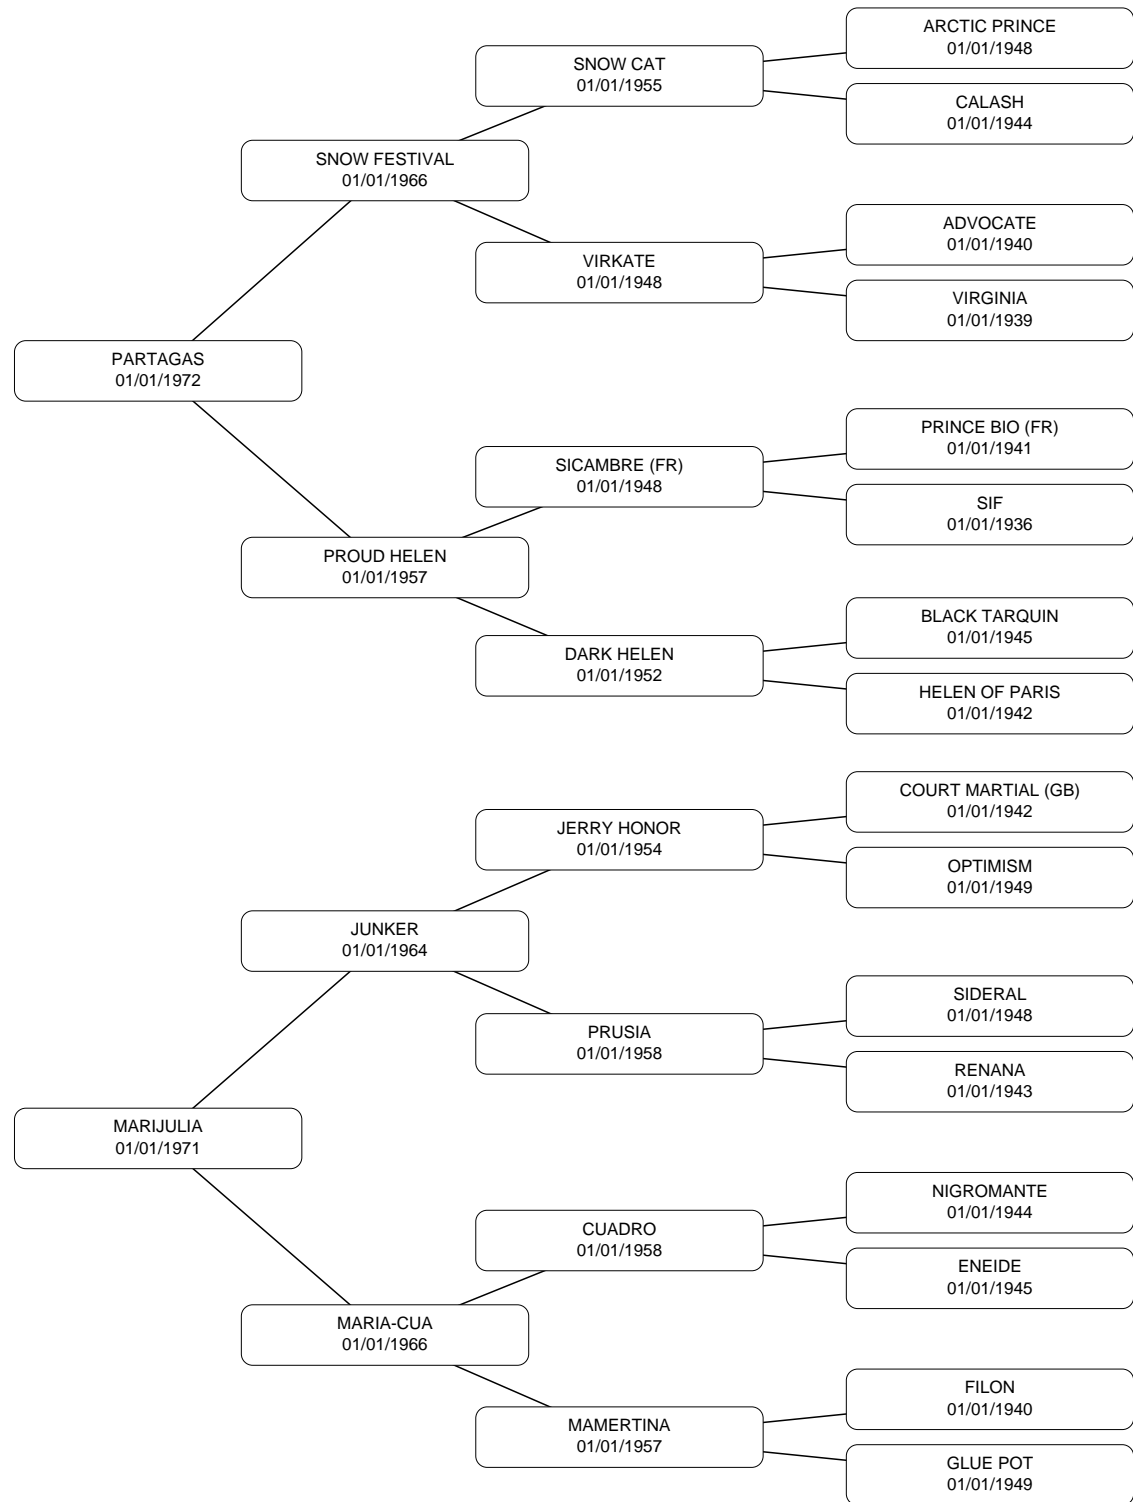 ARCTIC PRINCE
01/01/1948
SNOW CAT
01/01/1955
CALASH
01/01/1944
SNOW FESTIVAL
01/01/1966
ADVOCATE
01/01/1940
VIRKATE
01/01/1948
VIRGINIA
01/01/1939
PARTAGAS
01/01/1972
PRINCE BIO (FR)
01/01/1941
SICAMBRE (FR)
01/01/1948
SIF
01/01/1936
PROUD HELEN
01/01/1957
BLACK TARQUIN
01/01/1945
DARK HELEN
01/01/1952
HELEN OF PARIS
01/01/1942
COURT MARTIAL (GB)
01/01/1942
JERRY HONOR
01/01/1954
OPTIMISM
01/01/1949
JUNKER
01/01/1964
SIDERAL
01/01/1948
PRUSIA
01/01/1958
RENANA
01/01/1943
MARIJULIA
01/01/1971
NIGROMANTE
01/01/1944
CUADRO
01/01/1958
ENEIDE
01/01/1945
MARIA-CUA
01/01/1966
FILON
01/01/1940
MAMERTINA
01/01/1957
GLUE POT
01/01/1949